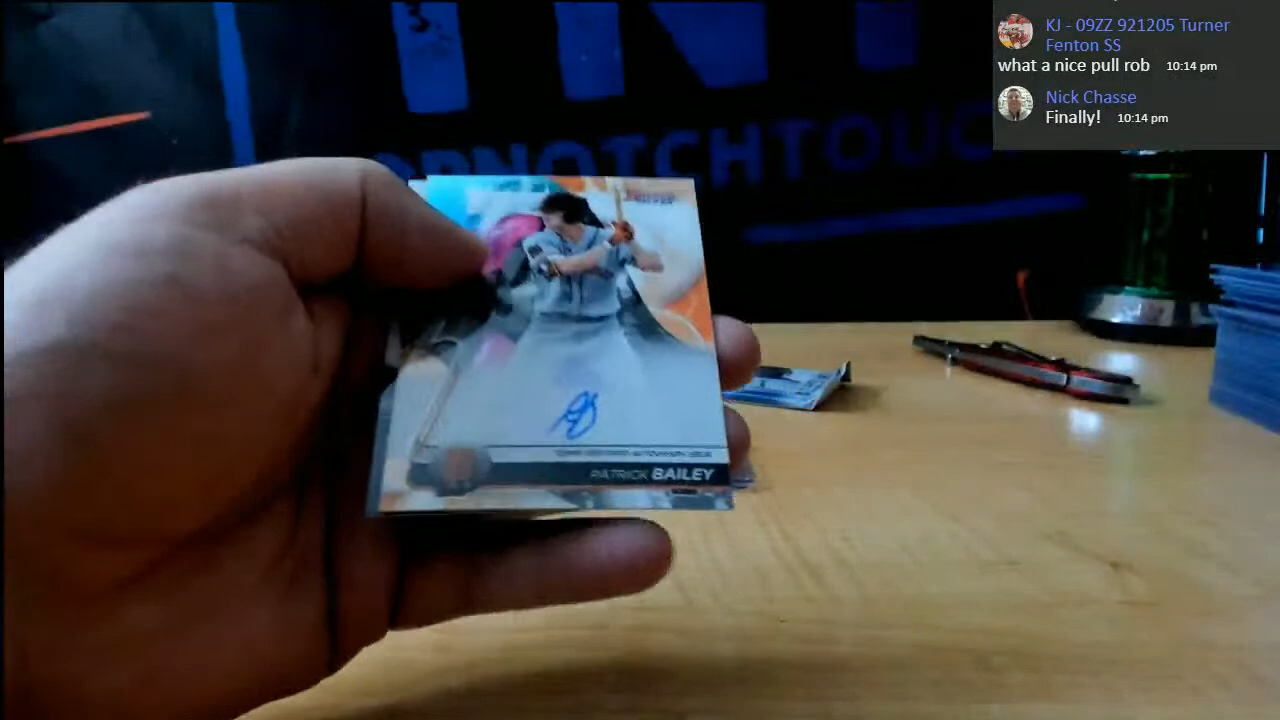 KJ - 09ZZ 921205 Turner
Fenton SS
what a nice pull rob 10:14 pm
Nick Chasse
Finally! 10:14 pm
OPNOTCHTOUC
PATRICK BAILEY